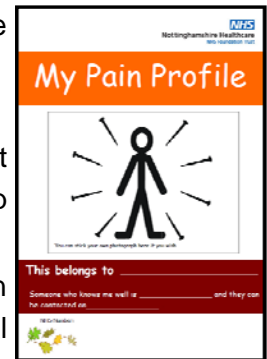 NHS
Nottinghamshire Healthcare
NHS Foundation Trust
My Pain Profile
You can stick your own photograph here if you wish
This belongs to
Someone who knows me well is and they can
be contacted on